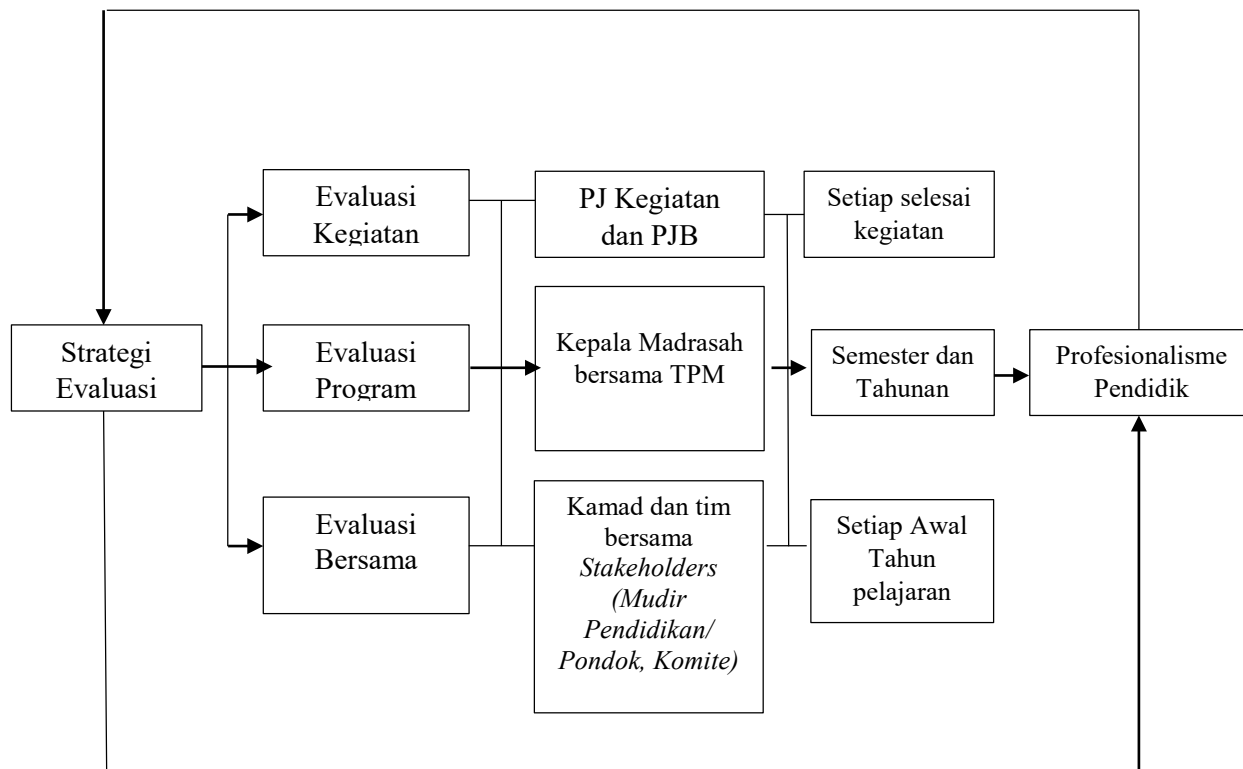 Evaluasi
Kegiatan
PJ Kegiatan
dan PJB
Setiap selesai
kegiatan
Strategi
Evaluasi
Evaluasi
Program
Kepala Madrasah
bersama TPM
Semester dan
Tahunan
Profesionalisme
Pendidik
Evaluasi
Bersama
Kamad dan tim
bersama
Stakeholders
(Mudir
Pendidikan/
Pondok, Komite)
Setiap Awal
Tahun
pelajaran